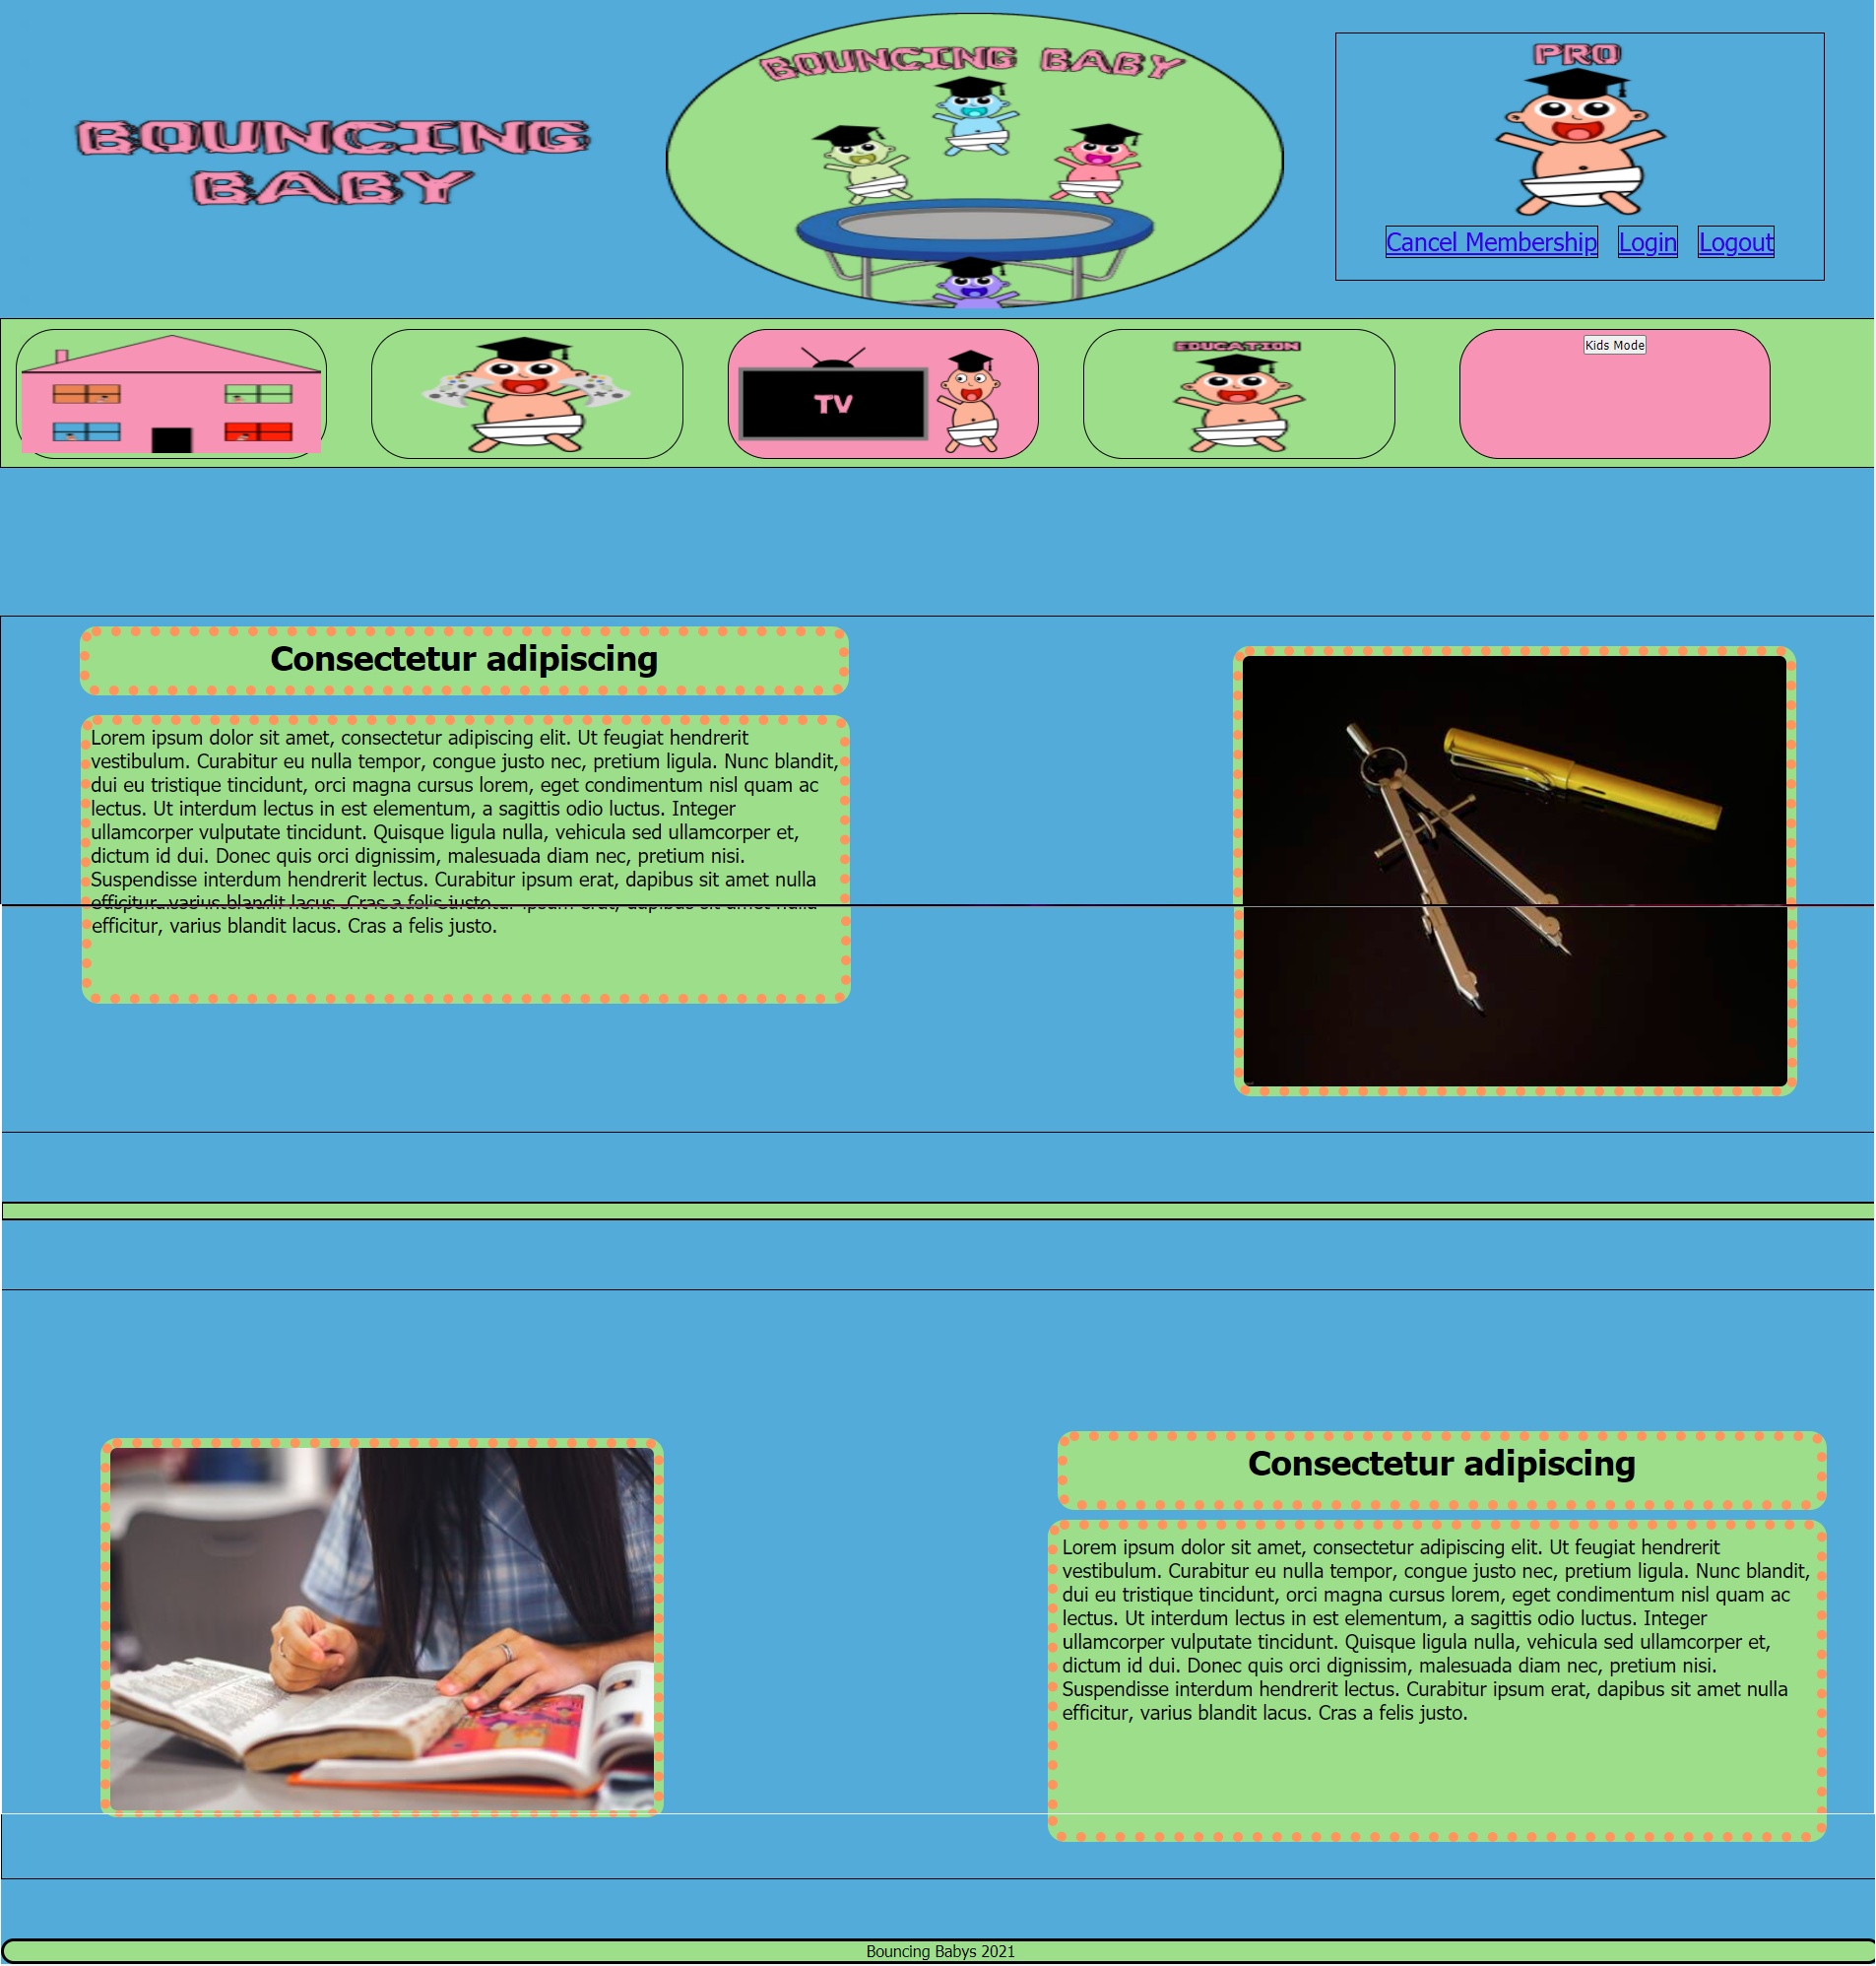 BOUNCING
BABY
BOUNCING BABY
PRO
Cancel Membership Login Logout
TV
EDUCATION
Kids Mode
Consectetur adipiscing
Lorem ipsum dolor sit amet, consectetur adipiscing elit. Ut feugiat hendrerit
vestibulum. Curabitur eu nulla tempor, congue justo nec, pretium ligula. Nunc blandit,
dui eu tristique tincidunt, orci magna cursus lorem, eget condimentum nisl quam ac
lectus. Ut interdum lectus in est elementum, a sagittis odio luctus. Integer
ullamcorper vulputate tincidunt. Quisque ligula nulla, vehicula sed ullamcorper et,
dictum id dui. Donec quis orci dignissim, malesuada diam nec, pretium nisi.
Suspendisse interdum hendrerit lectus. Curabitur ipsum erat, dapibus sit amet nulla
efficitur, varius blandit lacus. Cras a felis justo.
efficitur, varius blandit lacus. Cras a felis justo.
Consectetur adipiscing
Lorem ipsum dolor sit amet, consectetur adipiscing elit. Ut feugiat hendrerit
vestibulum. Curabitur eu nulla tempor, congue justo nec, pretium ligula. Nunc blandit,
dui eu tristique tincidunt, orci magna cursus lorem, eget condimentum nisl quam ac
lectus. Ut interdum lectus in est elementum, a sagittis odio luctus. Integer
ullamcorper vulputate tincidunt. Quisque ligula nulla, vehicula sed ullamcorper et,
dictum id dui. Donec quis orci dignissim, malesuada diam nec, pretium nisi.
Suspendisse interdum hendrerit lectus. Curabitur ipsum erat, dapibus sit amet nulla
efficitur, varius blandit lacus. Cras a felis justo.
Bouncing Babys 2021